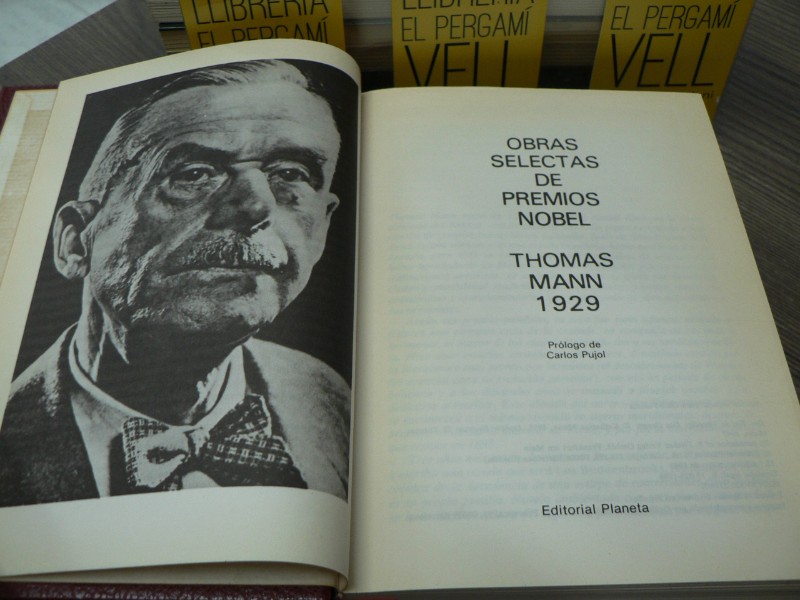 LLIBRERIA
EL PERGAMÍ
EL PERGAMÍ
VELL
EL PERGAMÍ
VELL
OBRAS
SELECTAS
DE
PREMIOS
NOBEL
THOMAS
MANN
1929
Prólogo de
Carlos Pujol
Editorial Planeta